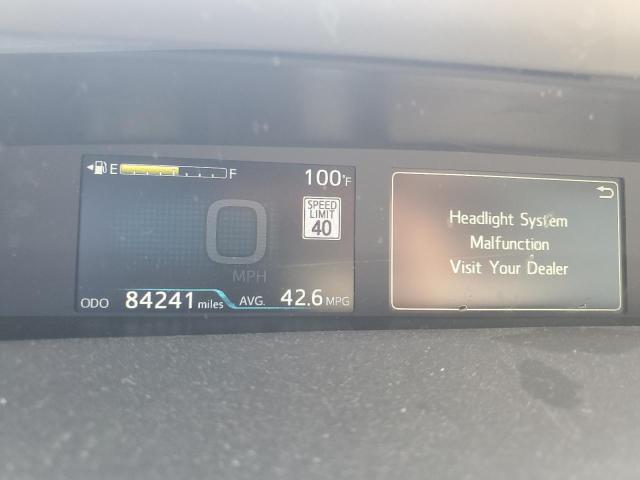 E F
100°F
SPEED
LIMIT
40
0
MPH
ODO 84241 miles AVG. 42.6 MPG
Headlight System
Malfunction
Visit Your Dealer